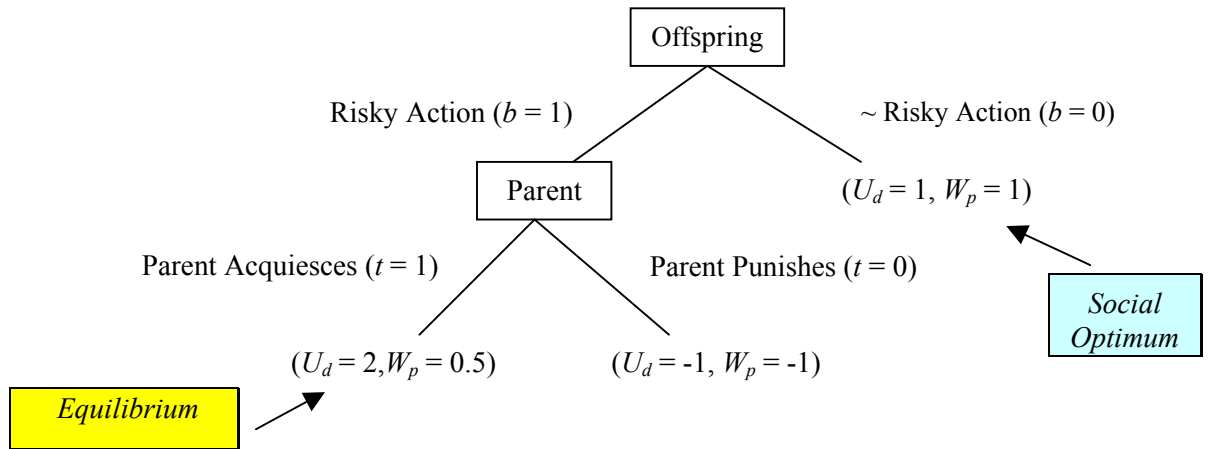 Offspring
Risky Action (b = 1)
~ Risky Action (b = 0)
Parent
(U_d = 1, W_p = 1)
Parent Acquiesces (t = 1)
Parent Punishes (t = 0)
Social
Optimum
(U_d = 2,W_p = 0.5)
(U_d = -1, W_p = -1)
Equilibrium